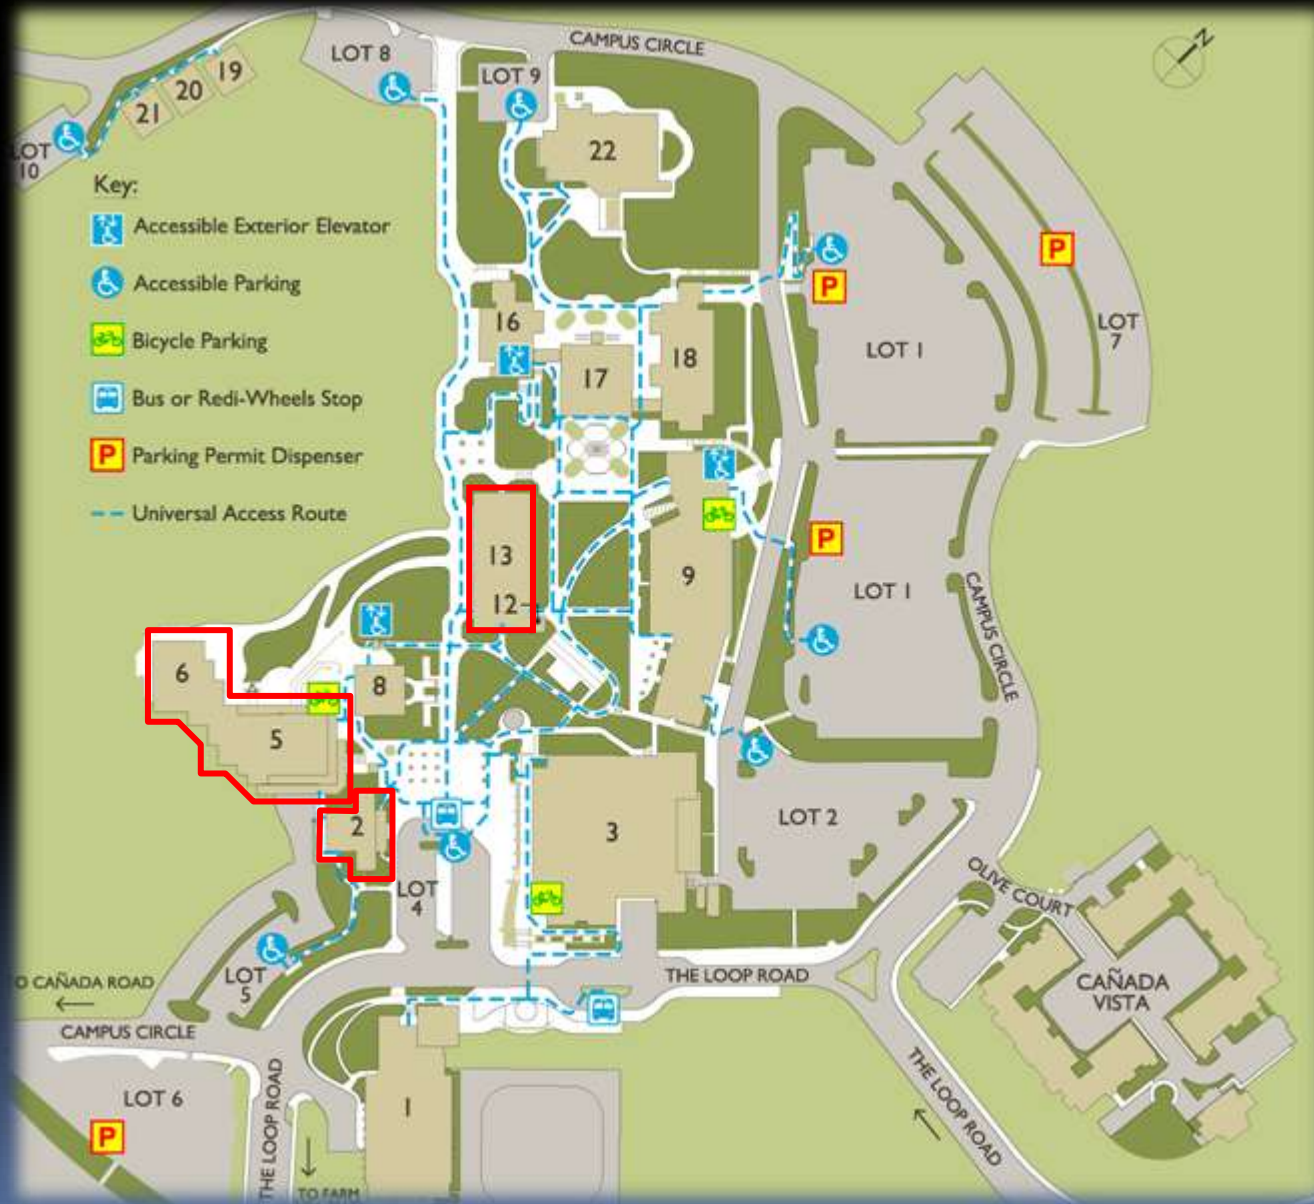 CAMPUS CIRCLE
LOT 8
LOT 9
19
20
21
22
LOT
10
Key:
Accessible Exterior Elevator
Accessible Parking
Bicycle Parking
Bus or Redi-Wheels Stop
P Parking Permit Dispenser
Universal Access Route
N
P
P
LOT
7
LOT 1
16
17
18
13
12
9
P
LOT 1
CAMPUS CIRCLE
6
5
8
2
3
LOT 2
LOT
4
OLIVE COURT
LOT
5
THE LOOP ROAD
CAÑADA
VISTA
O CAÑADA ROAD
CAMPUS CIRCLE
LOT 6
P
THE LOOP ROAD
1
THE LOOP ROAD
TO FARM